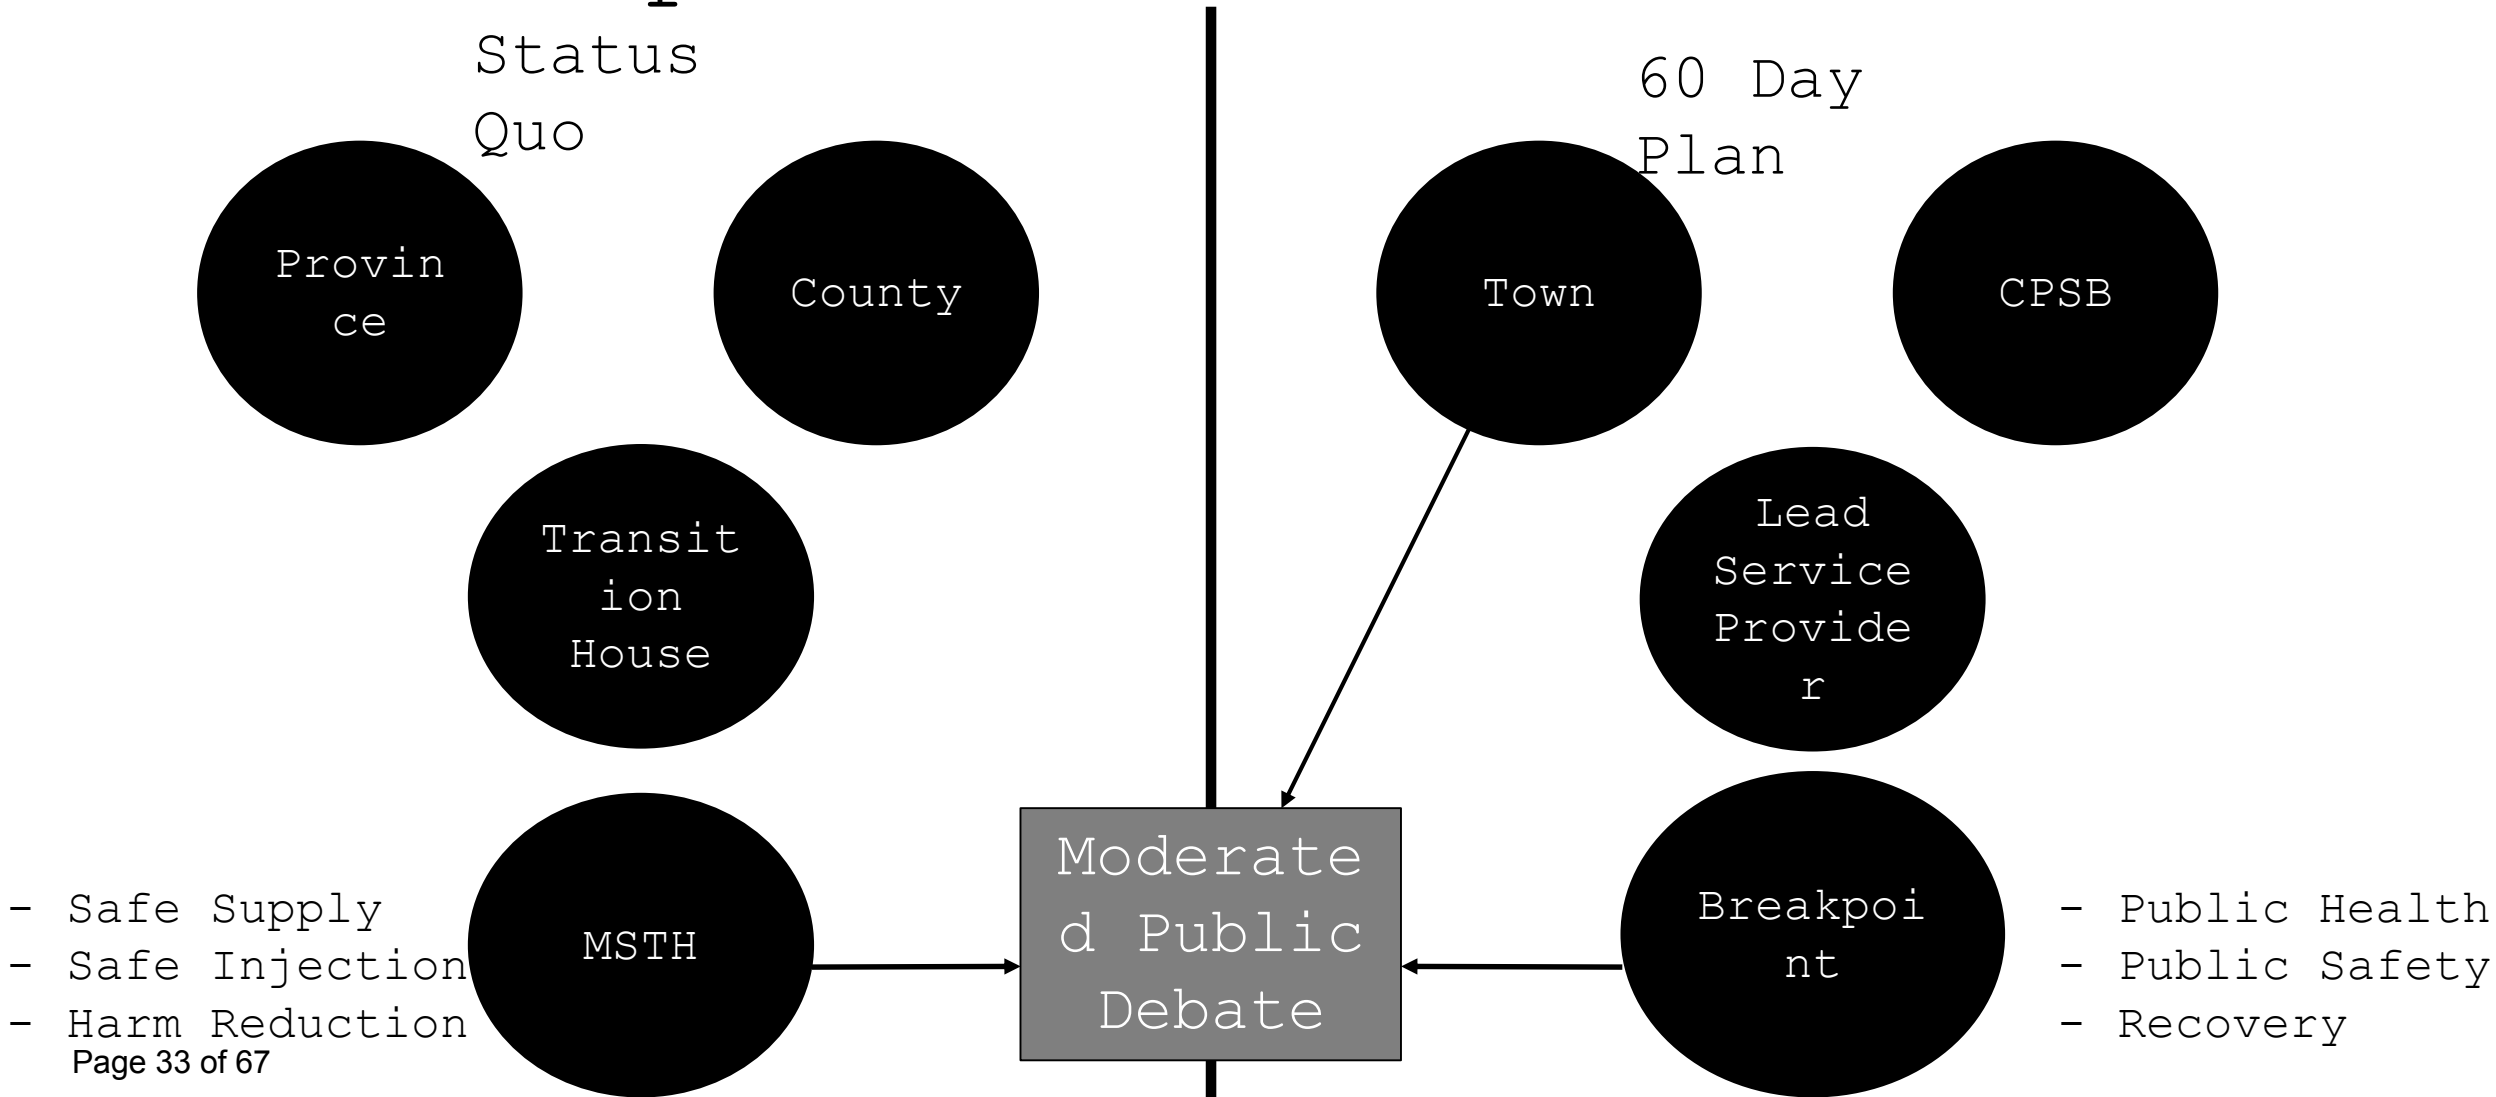 Status
Quo
Provin
ce
County
Transit
ion
House
MSTH
- Safe Supply
- Safe Injection
- Harm Reduction
Page 33 of 67
60 Day
Plan
Town
CPSB
Lead
Service
Provide
r
Moderate
d Public
Debate
Breakpoi
nt
- Public Health
- Public Safety
- Recovery